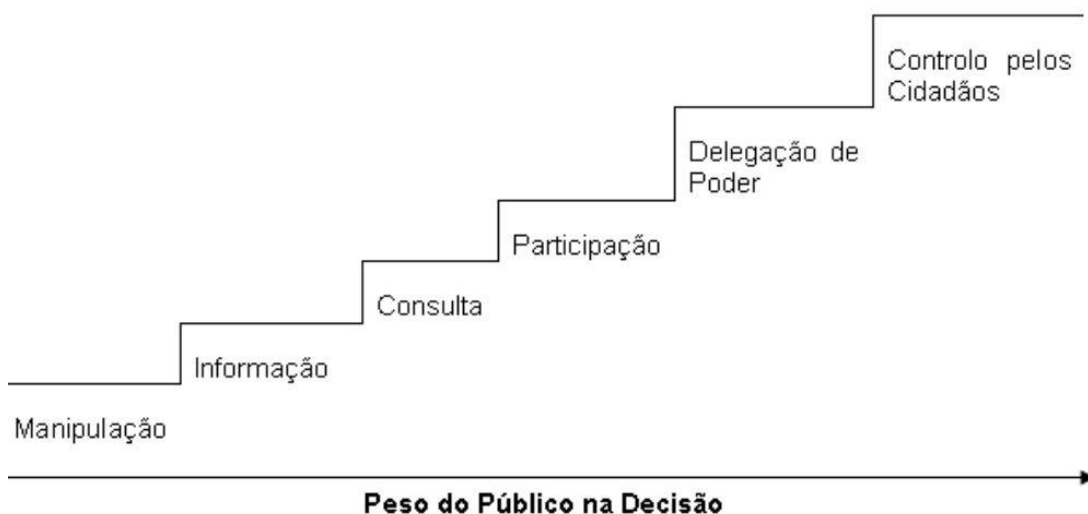 Controlo pelos
Cidadãos
Delegação de
Poder
Participação
Consulta
Informação
Manipulação
Peso do Público na Decisão